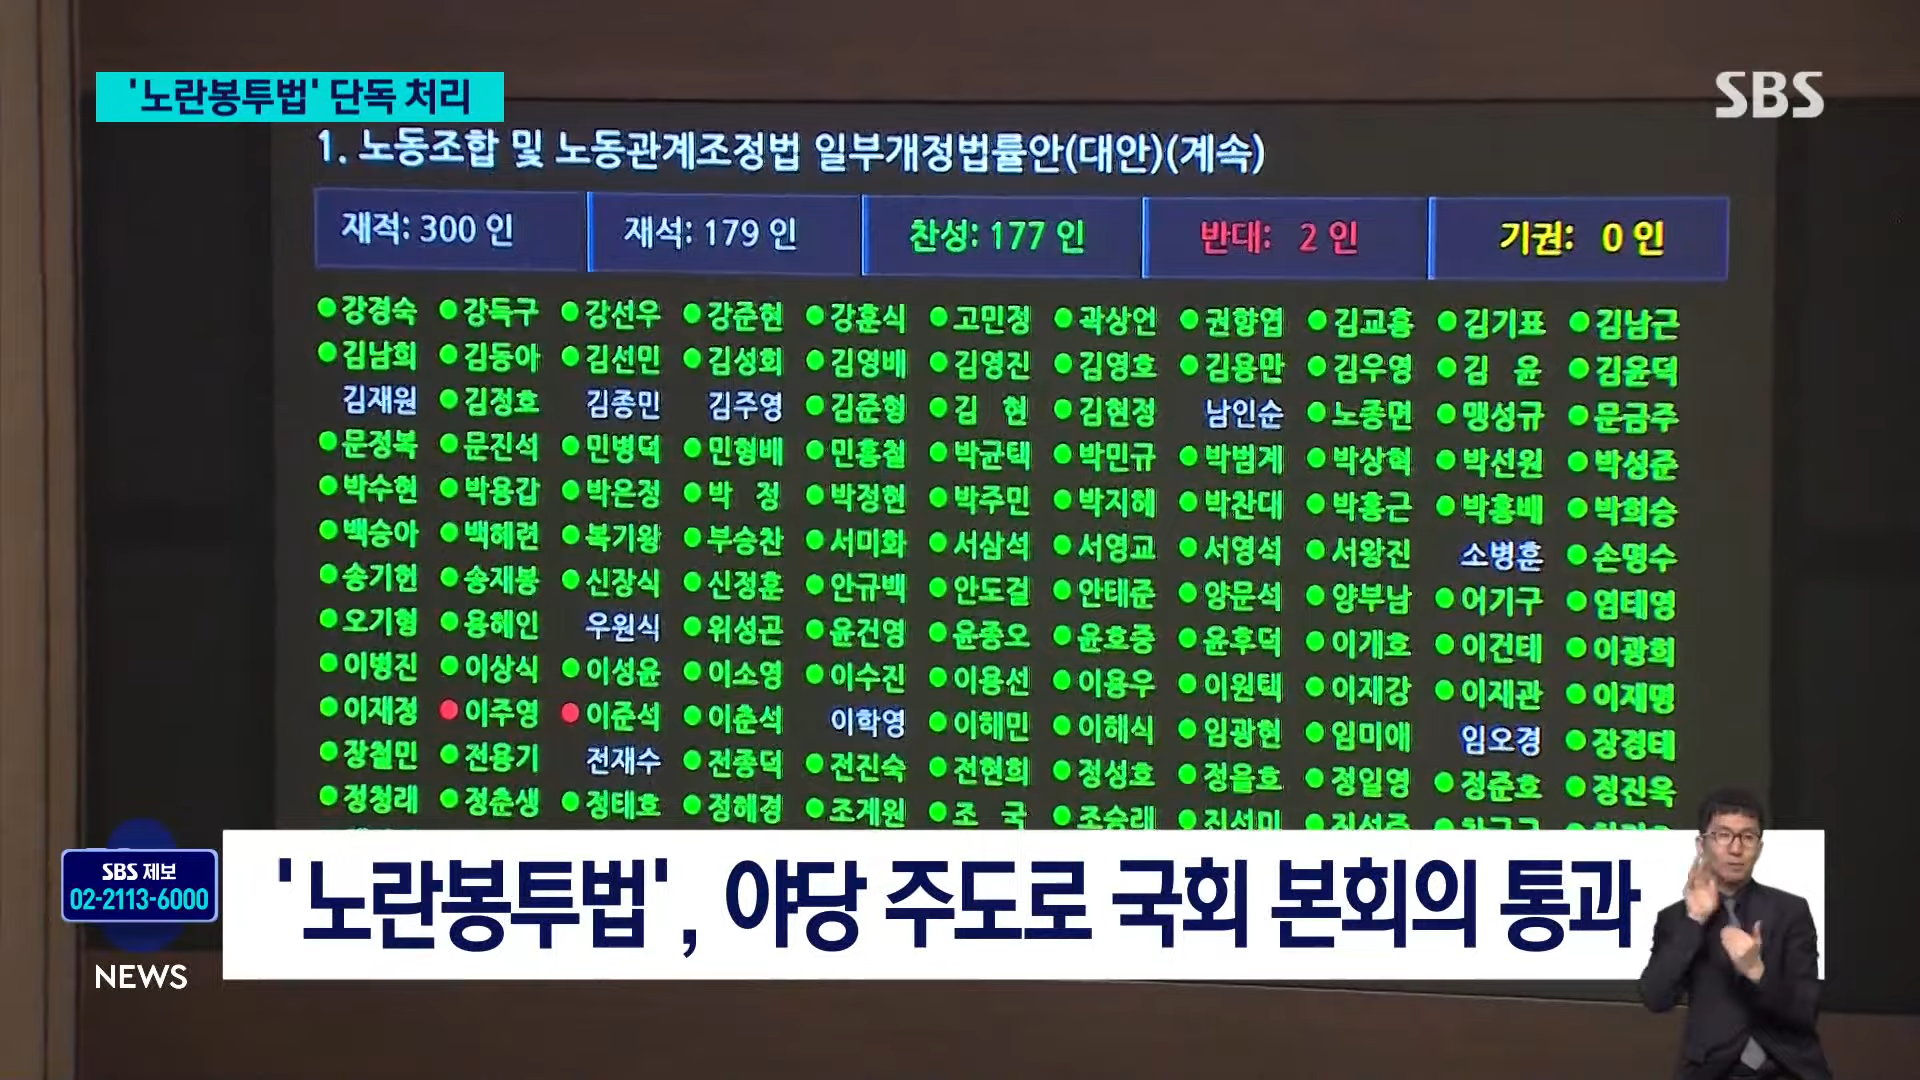 '노란봉투법' 단독 처리
SBS
1. 노동조합 및 노동관계조정법 일부개정법률안(대안)(계속)
재적: 300 인 재석: 179 인 찬성: 177 인 반대: 2 인 기권: 0 인
강경숙 강득구 강선우 강준현 강훈식 고민정 곽상언 권향엽 김교흥 김기표 김남근
김남희 김동아 김선민 김성회 김영배 김영진 김영호 김용만 김우영 김 윤 김윤덕
김재원 김정호 김종민 김주영 김준형 김 현 김현정 남인순 노종면 맹성규 문금주
문정복 문진석 민병덕 민형배 민홍철 박균택 박민규 박범계 박상혁 박선원 박성준
박수현 박용갑 박은정 박 정 박정현 박주민 박지혜 박찬대 박홍근 박홍배 박희승
백승아 백혜련 복기왕 부승찬 서미화 서삼석 서영교 서영석 서왕진 소병훈 손명수
송기헌 송재봉 신장식 신정훈 안규백 안도걸 안태준 양문석 양부남 어기구 염태영
오기형 용혜인 우원식 위성곤 윤건영 윤종오 윤호중 윤후덕 이개호 이건태 이광희
이병진 이상식 이성윤 이소영 이수진 이용선 이용우 이원택 이재강 이재관 이재명
이재정 이주영 이준석 이춘석 이학영 이해민 이해식 임광현 임미애 임오경 장경태
장철민 전용기 전재수 전종덕 전진숙 전현희 정성호 정을호 정일영 정준호 정진욱
정청래 정춘생 정태호 정혜경 조계원 조 국 조승래
'노란봉투법', 야당 주도로 국회 본회의 통과
SBS 제보
02-2113-6000
NEWS